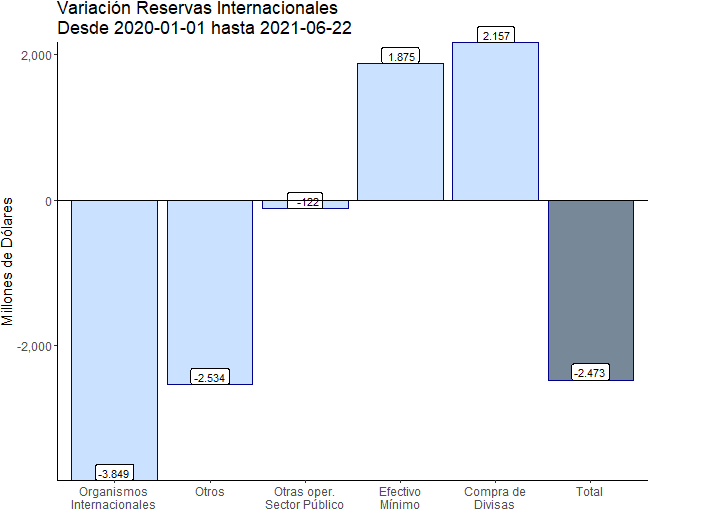 Variación Reservas Internacionales
Desde 2020-01-01 hasta 2021-06-22
Millones de Dólares
2,000
0
-2,000
-3.849
-2.534
-122
1.875
2.157
-2.473
Organismos
Internacionales
Otros
Otras oper.
Sector Público
Efectivo
Mínimo
Compra de
Divisas
Total